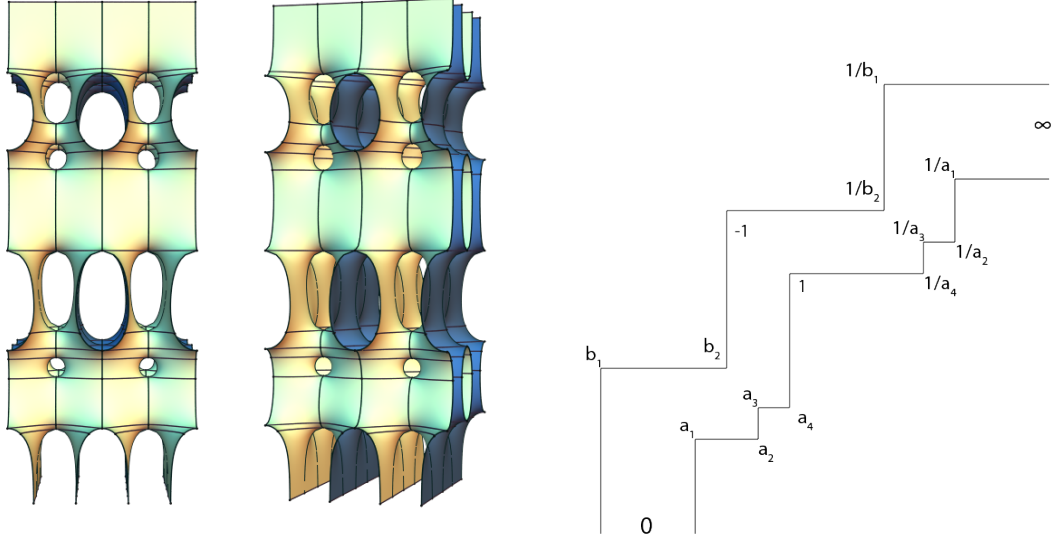 1/b₁
∞
1/a₁
1/b₂
-1
1/a₃
1/a₂
1
1/a₄
b₁
b₂
a₃
a₄
a₁
a₂
0